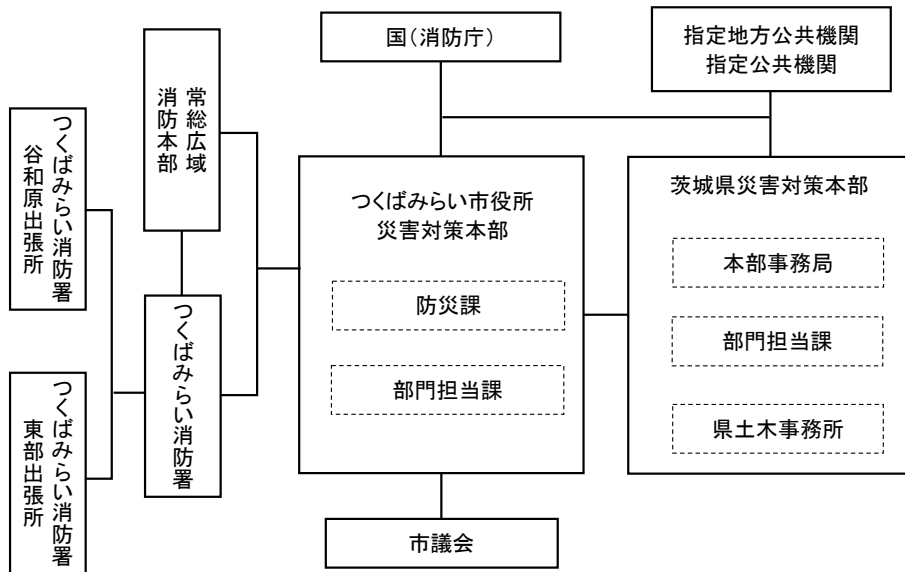 国（消防庁）
指定地方公共機関
指定公共機関
常総広域
消防本部
つくばみらい消防署
谷和原出張所
つくばみらい市役所
災害対策本部
防災課
部門担当課
茨城県災害対策本部
本部事務局
部門担当課
県土木事務所
つくばみらい消防署
つくばみらい消防署
東部出張所
市議会